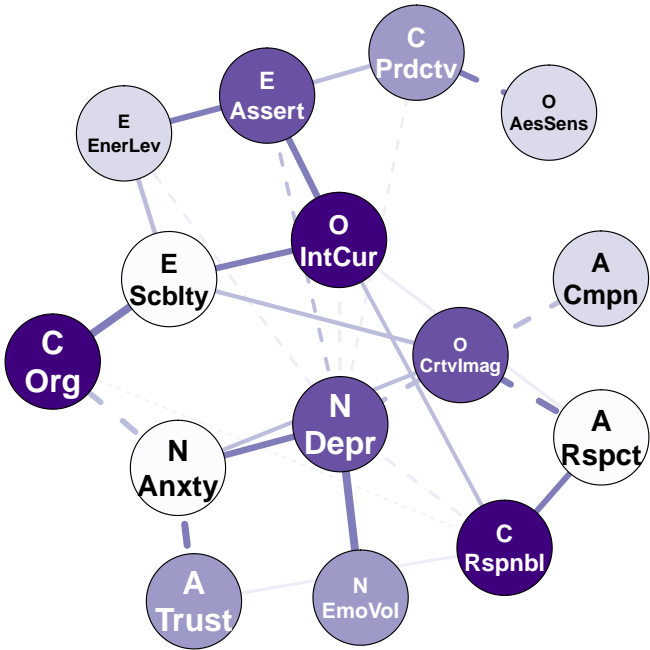 C
Prdctv
E
Assert
O
AesSens
E
EnerLev
O
IntCur
E
Scblty
A
Cmpn
C
Org
O
CrtvImag
N
Depr
A
Rspct
N
Anxty
C
Rspnbl
A
Trust
N
EmoVol